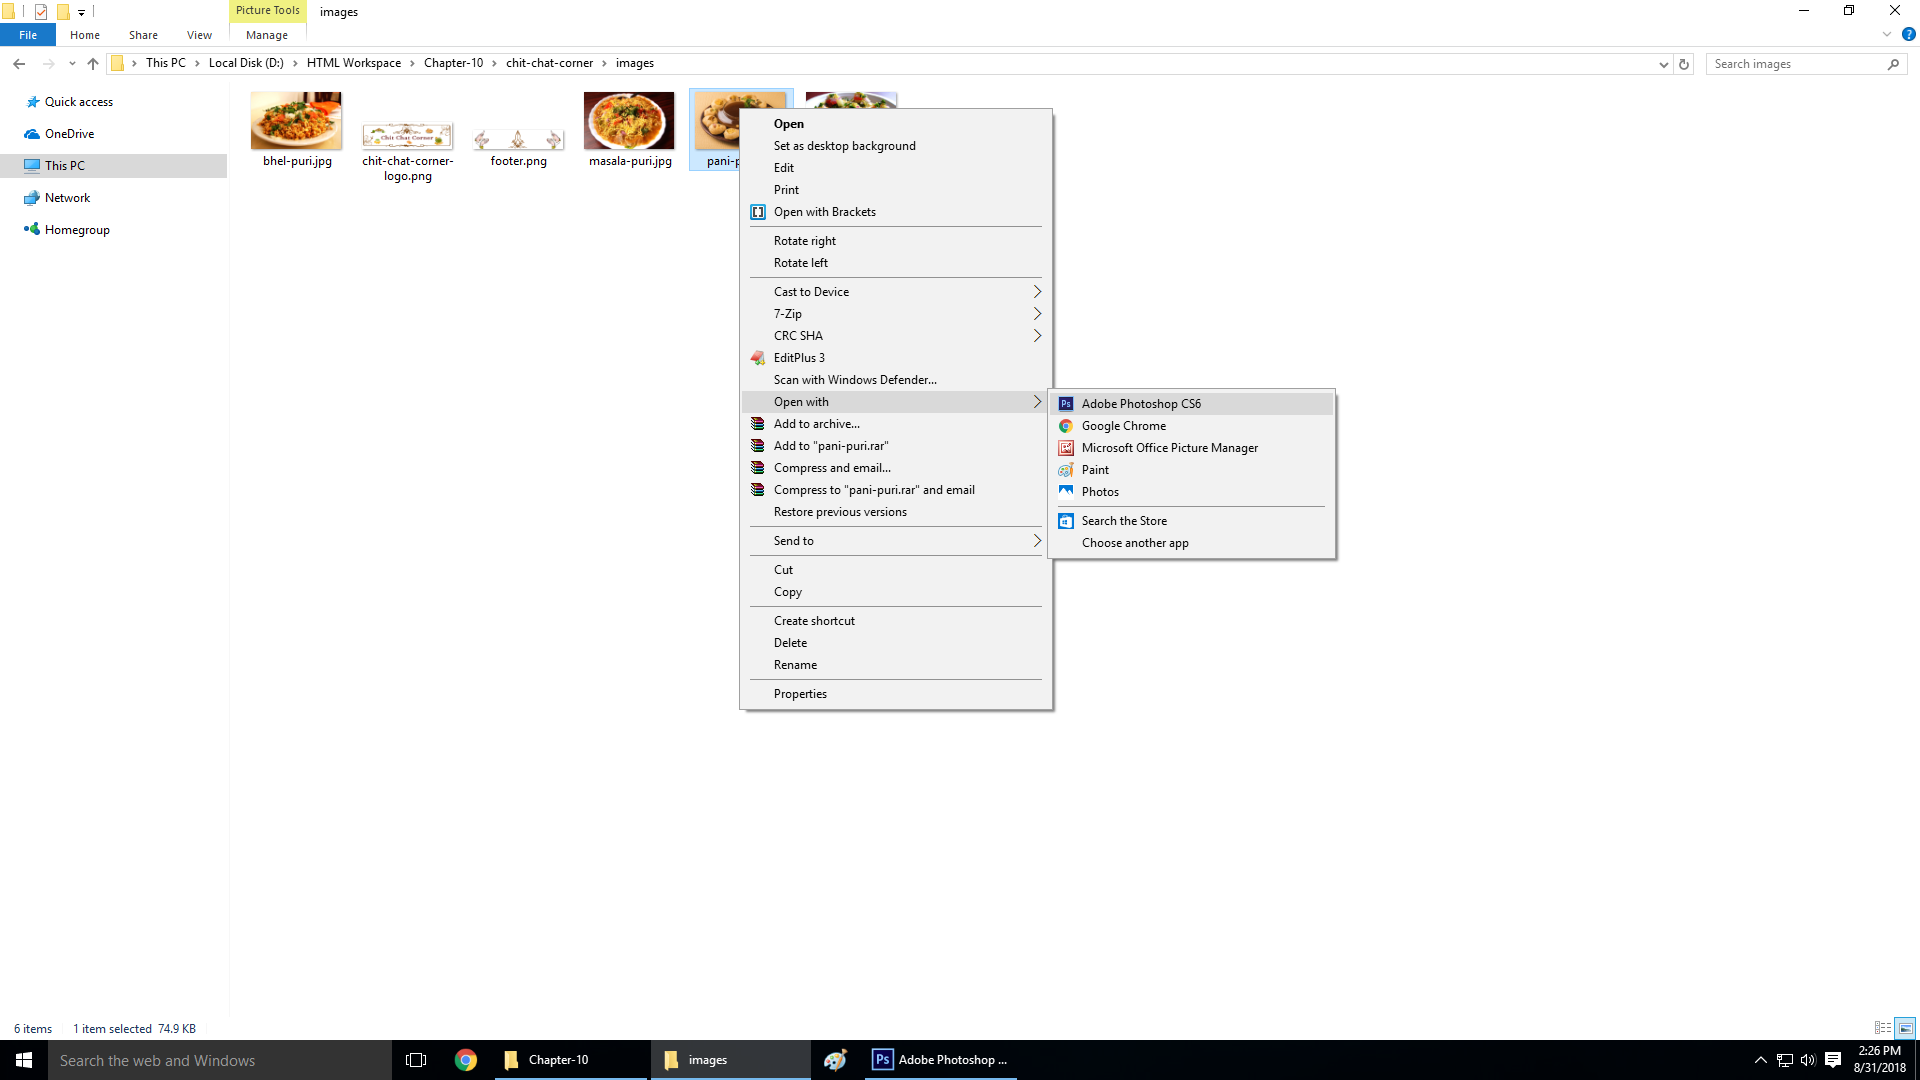 Picture Tools
images
File
Home
Share
View
Manage
This PC
Local Disk (D:)
HTML Workspace
Chapter-10
chit-chat-corner
images
Search images
Quick access
OneDrive
This PC
Network
Homegroup
bhel-puri.jpg
Chit Chat Corner
chit-chat-corner-
logo.png
footer.png
masala-puri.jpg
pani-p
Open
Set as desktop background
Edit
Print
Open with Brackets
Rotate right
Rotate left
Cast to Device
7-Zip
CRC SHA
EditPlus 3
Scan with Windows Defender...
Open with
Add to archive...
Add to "pani-puri.rar"
Compress and email...
Compress to "pani-puri.rar" and email
Restore previous versions
Send to
Cut
Copy
Create shortcut
Delete
Rename
Properties
Ps Adobe Photoshop CS6
Google Chrome
Microsoft Office Picture Manager
Paint
Photos
Search the Store
Choose another app
6 items
1 item selected 74.9 KB
Search the web and Windows
Chapter-10
images
Ps Adobe Photoshop ...
2:26 PM
8/31/2018